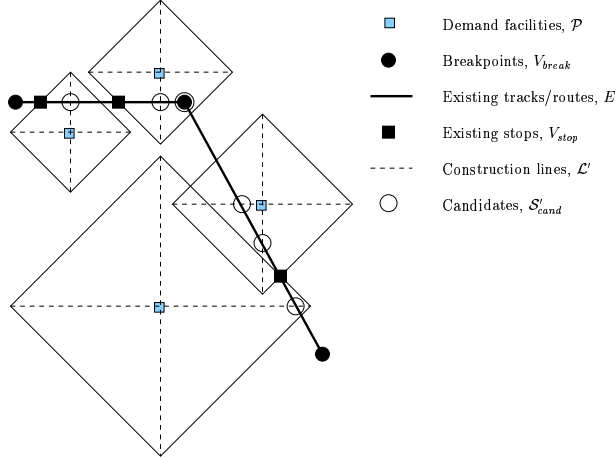 Demand facilities, 𝒫
Breakpoints, V_break
Existing tracks/routes, E
Existing stops, V_stop
Construction lines, ℒ′
Candidates, 𝒮′_cand